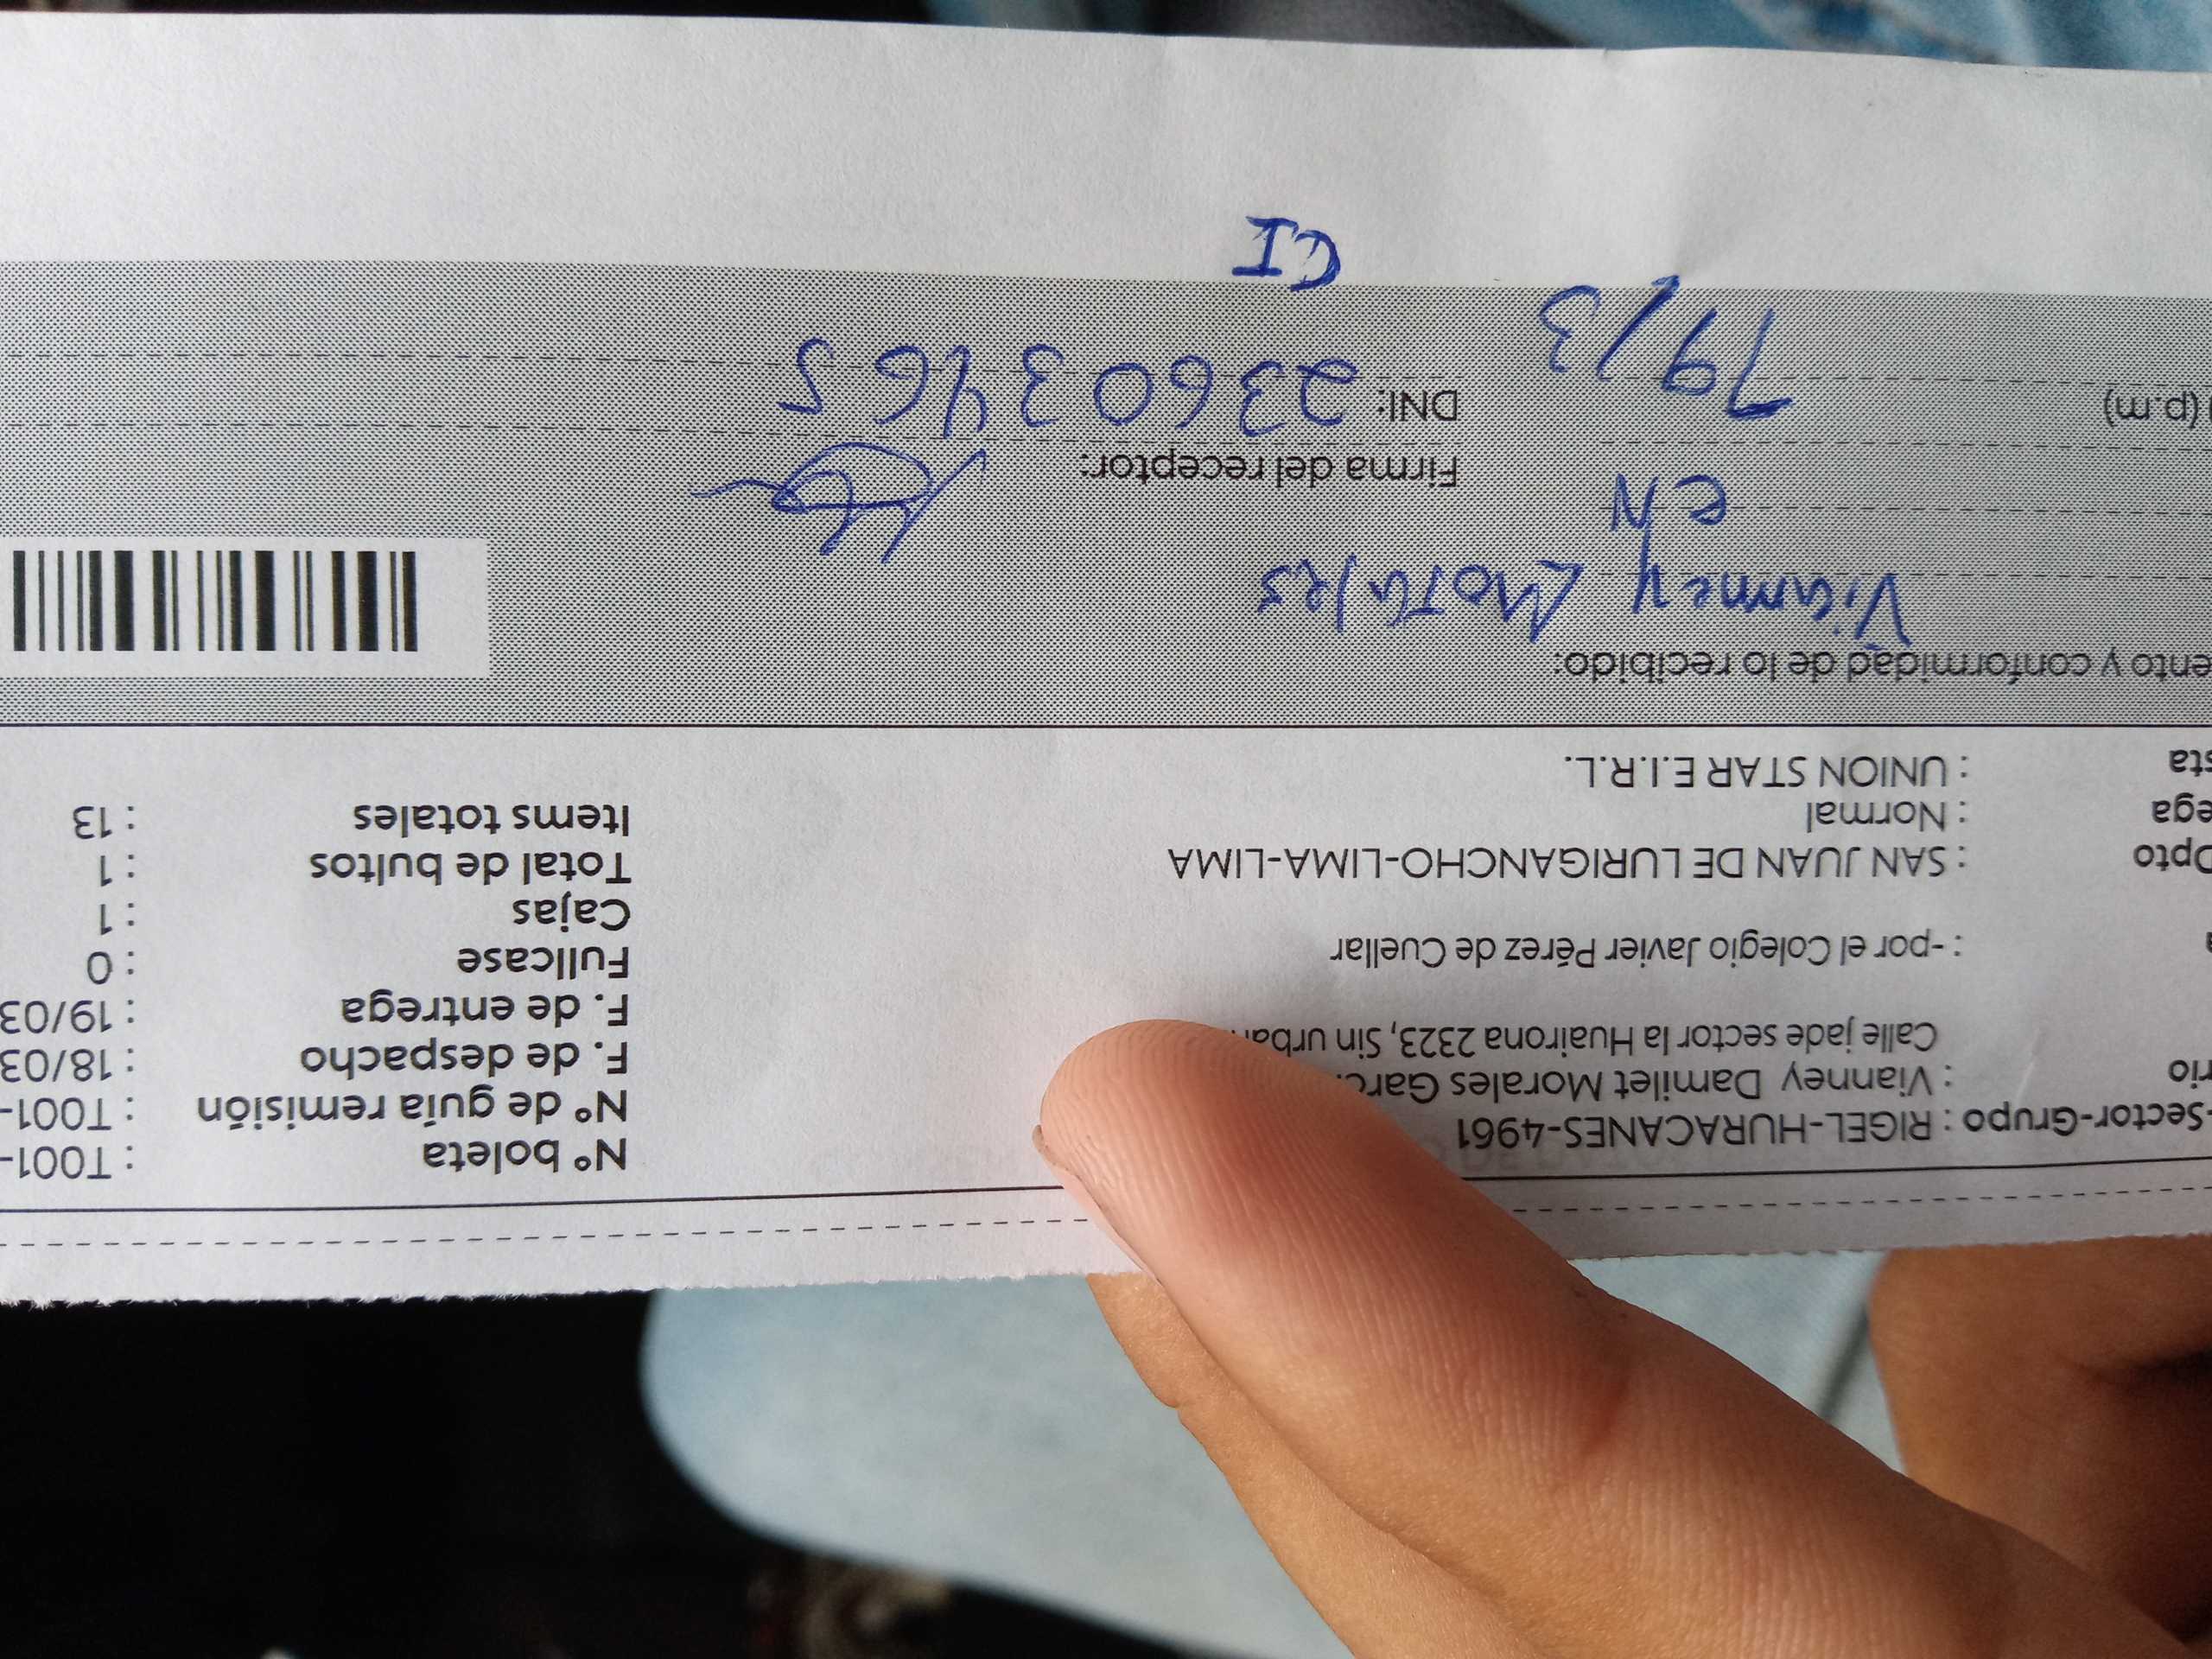 Nº boleta : T001-
Nº de guía remisión : T001-
F. de despacho : 18/03
F. de entrega : 19/03
Fullcase : 0
Cajas : 1
Total de bultos : 1
Items totales : 13
-Sector-Grupo : RIGEL-HURACANES-4961
rio : Vianney Damilet Morales Garc
Calle jade sector la Huairona 2323, Sin urban
: -por el Colegio Javier Pérez de Cuellar
Dpto : SAN JUAN DE LURIGANCHO-LIMA-LIMA
ega : Normal
sta : UNION STAR E.I.R.L.
ento y conformidad de lo recibido:
Vianney Morales
eN
Firma del receptor:
DNI: 23603465
(p.m)
19/3
CI